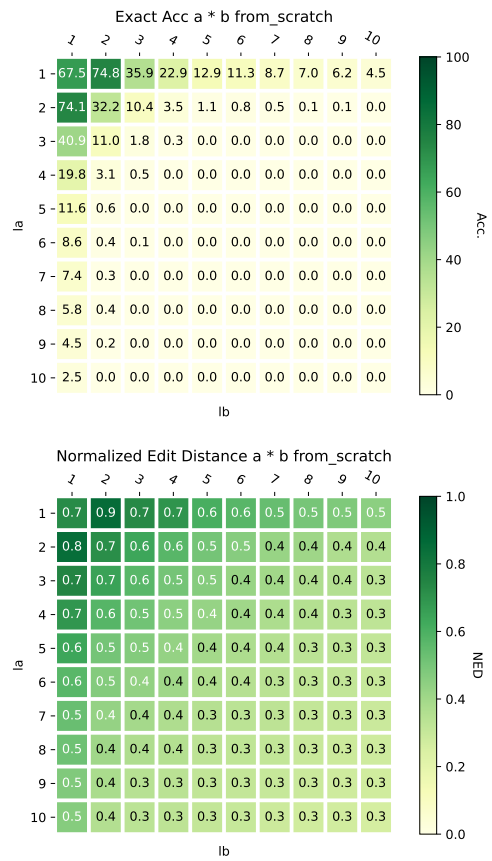 Exact Acc a * b from_scratch
1 2 3 4 5 6 7 8 9 10
1 67.5 74.8 35.9 22.9 12.9 11.3 8.7 7.0 6.2 4.5
2 74.1 32.2 10.4 3.5 1.1 0.8 0.5 0.1 0.1 0.0
3 40.9 11.0 1.8 0.3 0.0 0.0 0.0 0.0 0.0 0.0
4 19.8 3.1 0.5 0.0 0.0 0.0 0.0 0.0 0.0 0.0
5 11.6 0.6 0.0 0.0 0.0 0.0 0.0 0.0 0.0 0.0
6 8.6 0.4 0.1 0.0 0.0 0.0 0.0 0.0 0.0 0.0
7 7.4 0.3 0.0 0.0 0.0 0.0 0.0 0.0 0.0 0.0
8 5.8 0.4 0.0 0.0 0.0 0.0 0.0 0.0 0.0 0.0
9 4.5 0.2 0.0 0.0 0.0 0.0 0.0 0.0 0.0 0.0
10 2.5 0.0 0.0 0.0 0.0 0.0 0.0 0.0 0.0 0.0
la
lb
100
80
60
40
20
0
Acc.
Normalized Edit Distance a * b from_scratch
1 2 3 4 5 6 7 8 9 10
1 0.7 0.9 0.7 0.7 0.6 0.6 0.5 0.5 0.5 0.5
2 0.8 0.7 0.6 0.6 0.5 0.5 0.4 0.4 0.4 0.4
3 0.7 0.7 0.6 0.5 0.5 0.4 0.4 0.4 0.4 0.3
4 0.7 0.6 0.5 0.5 0.4 0.4 0.4 0.4 0.3 0.3
5 0.6 0.5 0.5 0.4 0.4 0.4 0.4 0.3 0.3 0.3
6 0.6 0.5 0.4 0.4 0.4 0.4 0.3 0.3 0.3 0.3
7 0.5 0.4 0.4 0.4 0.3 0.3 0.3 0.3 0.3 0.3
8 0.5 0.4 0.4 0.3 0.3 0.3 0.3 0.3 0.3 0.3
9 0.5 0.4 0.3 0.3 0.3 0.3 0.3 0.3 0.3 0.3
10 0.5 0.4 0.3 0.3 0.3 0.3 0.3 0.3 0.3 0.3
la
lb
1.0
0.8
0.6
0.4
0.2
0.0
NED